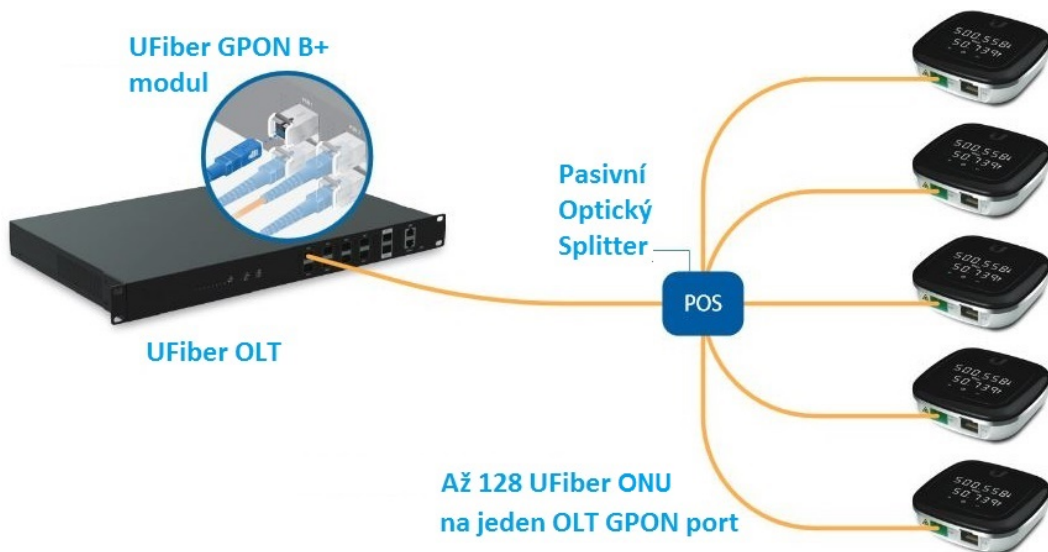 UFiber GPON B+
modul
UFiber OLT
Pasivní
Optický
Splitter
POS
Až 128 UFiber ONU
na jeden OLT GPON port